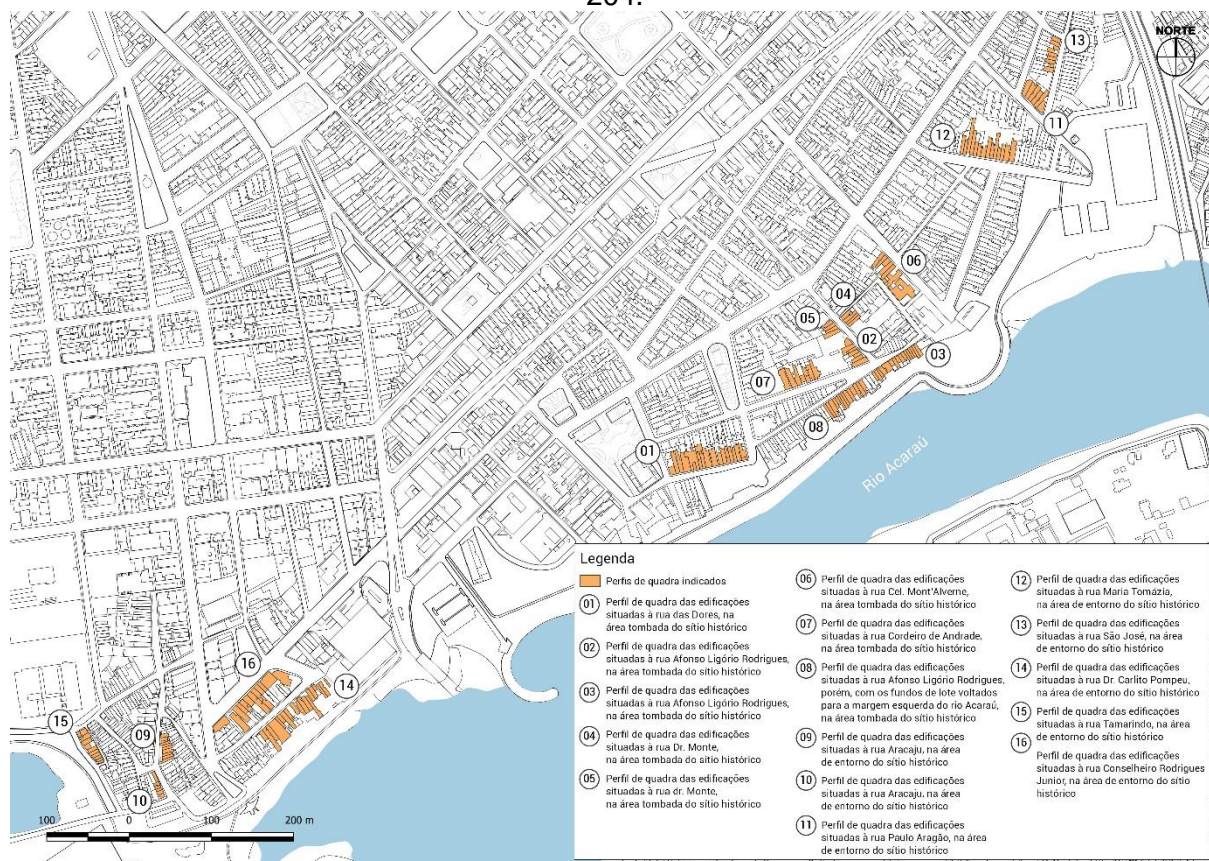 204.
NORTE
13
11
12
06
04
05
02
03
07
08
01
Rio Acaraú
16
14
15
09
10
100 0 100 200 m
Legenda
Perfis de quadra indicados
01 Perfil de quadra das edificações
situadas à rua das Dores, na
área tombada do sítio histórico
02 Perfil de quadra das edificações
situadas à rua Afonso Ligório Rodrigues,
na área tombada do sítio histórico
03 Perfil de quadra das edificações
situadas à rua Afonso Ligório Rodrigues,
na área tombada do sítio histórico
04 Perfil de quadra das edificações
situadas à rua Dr. Monte,
na área tombada do sítio histórico
05 Perfil de quadra das edificações
situadas à rua dr. Monte,
na área tombada do sítio histórico
06 Perfil de quadra das edificações
situadas à rua Cel. Mont'Alverne,
na área tombada do sítio histórico
07 Perfil de quadra das edificações
situadas à rua Cordeiro de Andrade,
na área tombada do sítio histórico
08 Perfil de quadra das edificações
situadas à rua Afonso Ligório Rodrigues,
porém, com os fundos de lote voltados
para a margem esquerda do rio Acaraú,
na área tombada do sítio histórico
09 Perfil de quadra das edificações
situadas à rua Aracaju, na área
de entorno do sítio histórico
10 Perfil de quadra das edificações
situadas à rua Aracaju, na área
de entorno do sítio histórico
11 Perfil de quadra das edificações
situadas à rua Paulo Aragão, na área
de entorno do sítio histórico
12 Perfil de quadra das edificações
situadas à rua Maria Tomázia,
na área de entorno do sítio histórico
13 Perfil de quadra das edificações
situadas à rua São José, na área
de entorno do sítio histórico
14 Perfil de quadra das edificações
situadas à rua Dr. Carlito Pompeu,
na área de entorno do sítio histórico
15 Perfil de quadra das edificações
situadas à rua Tamarindo, na área
de entorno do sítio histórico
16 Perfil de quadra das edificações
situadas à rua Conselheiro Rodrigues
Junior, na área de entorno do sítio
histórico